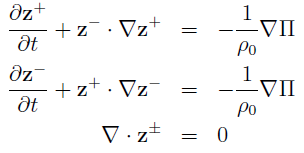 ∂z⁺/∂t + z⁻ · ∇z⁺ = −(1/ρ₀)∇Π
∂z⁻/∂t + z⁺ · ∇z⁻ = −(1/ρ₀)∇Π
∇ · z^± = 0